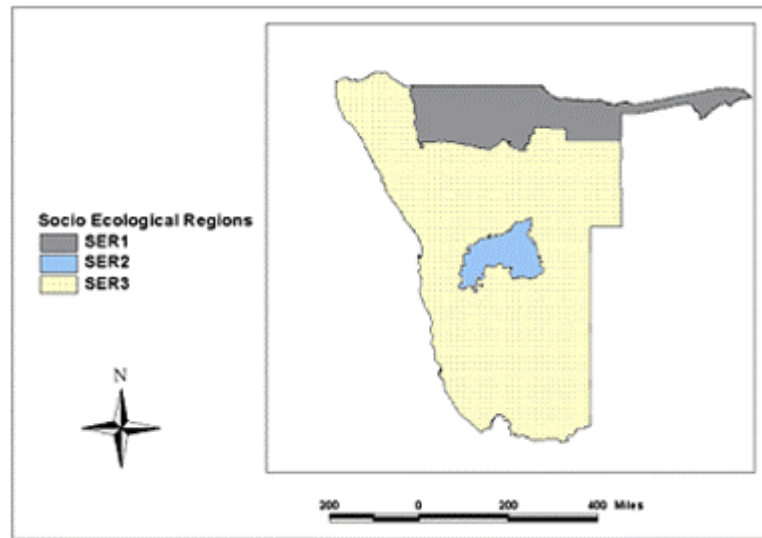 Socio Ecological Regions
SER1
SER2
SER3
N
200 0 200 400 Miles